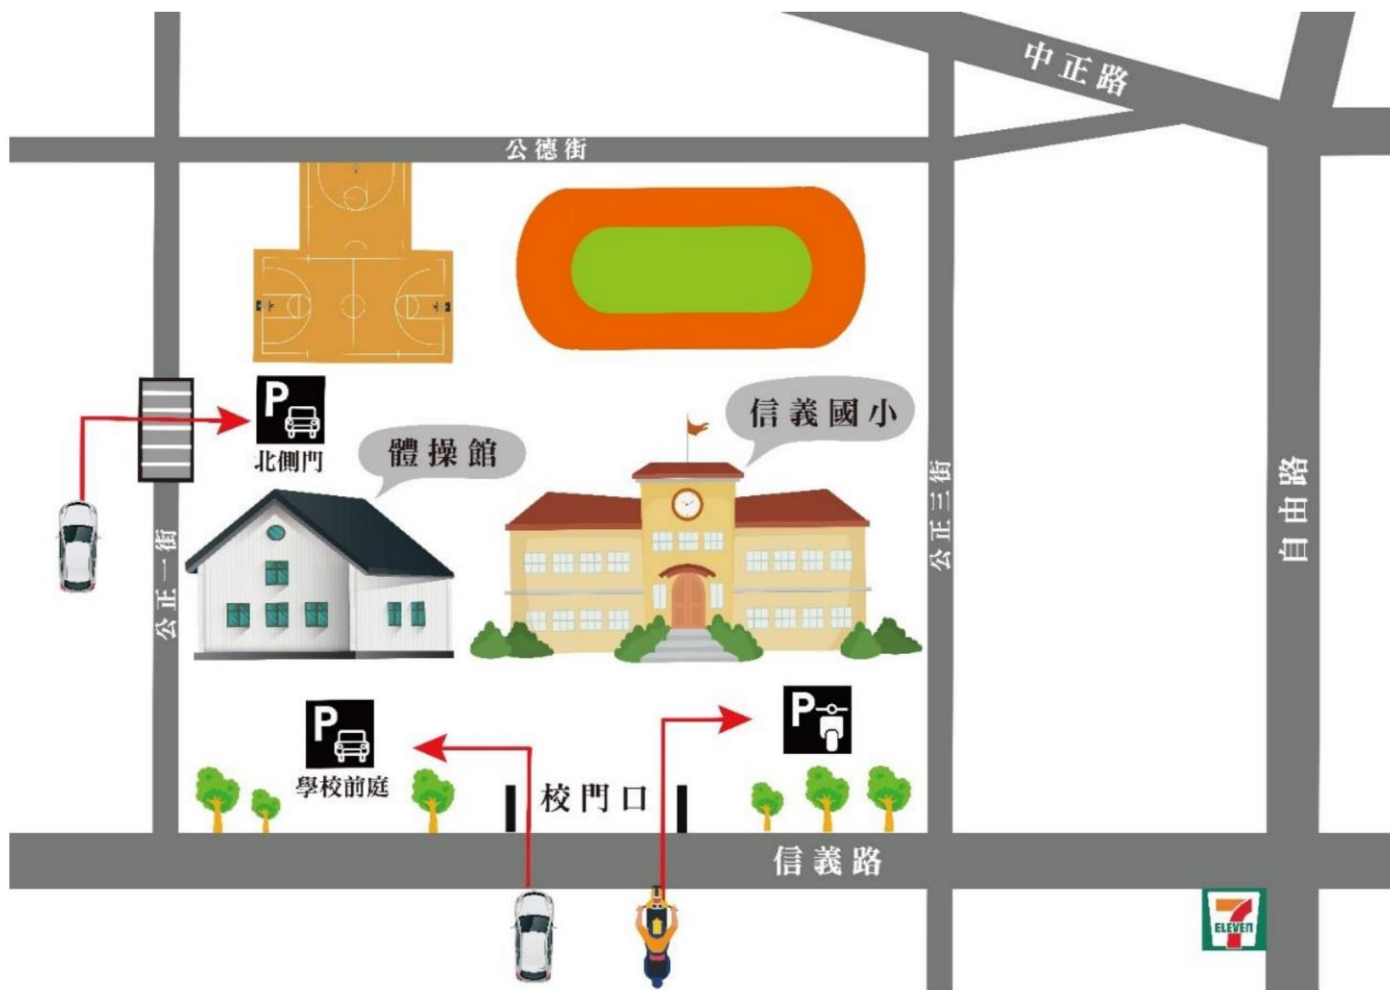 中正路
公德街
P
北側門
體操館
信義國小
公正一街
公正三街
自由路
P
學校前庭
P
校門口
信義路
7
ELEVEn